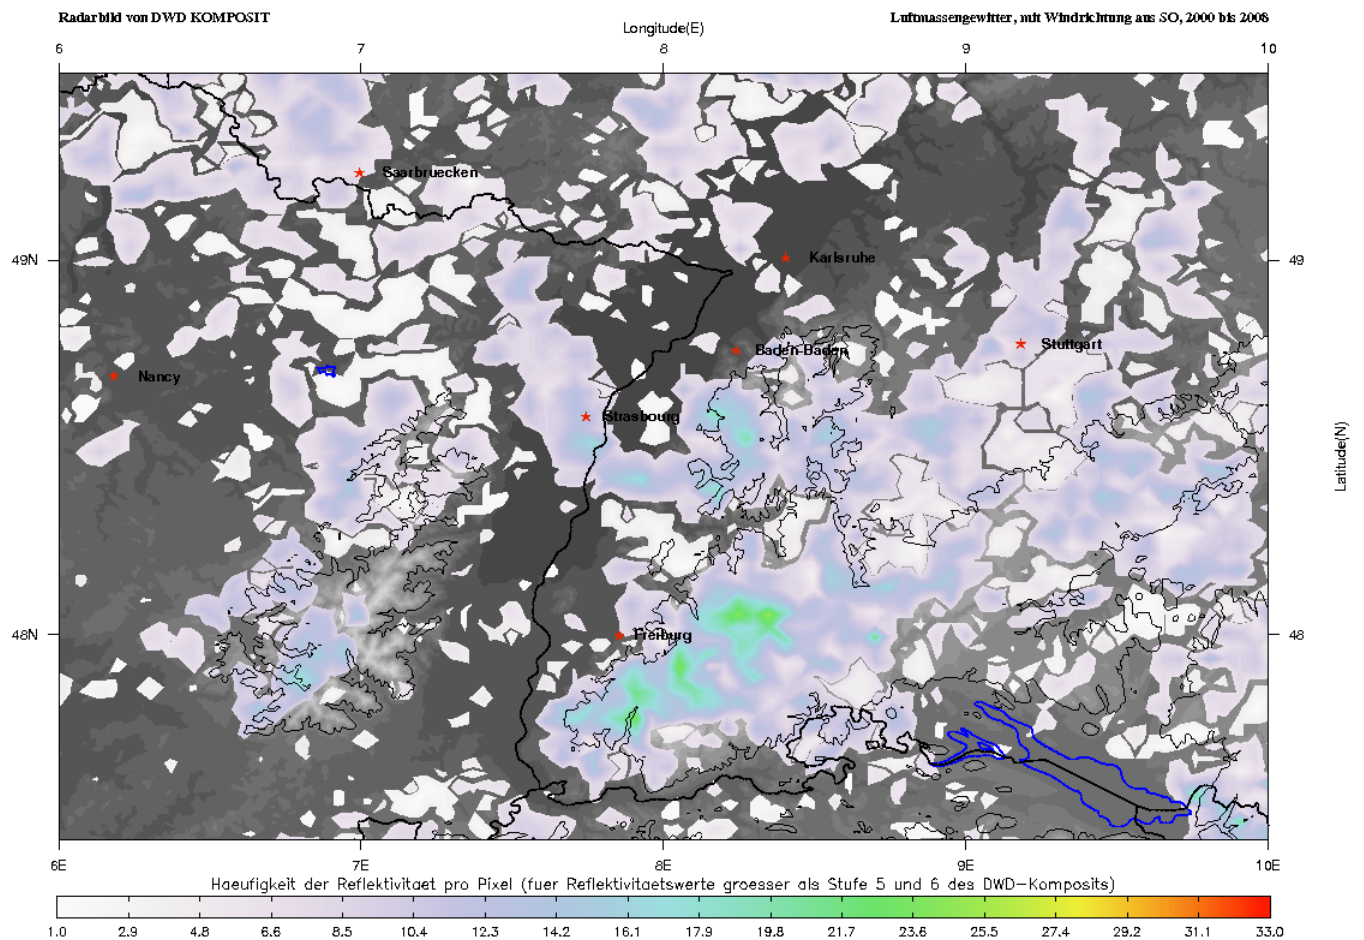 Radarbild von DWD KOMPOSIT
Luftmassengewitter, mit Windrichtung aus SO, 2000 bis 2008
Longitude(E)
6 7 8 9 10
Saarbruecken
49N
Karlsruhe
49
Baden-Baden
Stuttgart
Nancy
Strasbourg
Latitude(N)
48N
Freiburg
48
6E 7E 8E 9E 10E
Haeufigkeit der Reflektivitaet pro Pixel (fuer Reflektivitaetswerte groesser als Stufe 5 und 6 des DWD-Komposits)
1.0 2.9 4.8 6.6 8.5 10.4 12.3 14.2 16.1 17.9 19.8 21.7 23.6 25.5 27.4 29.2 31.1 33.0